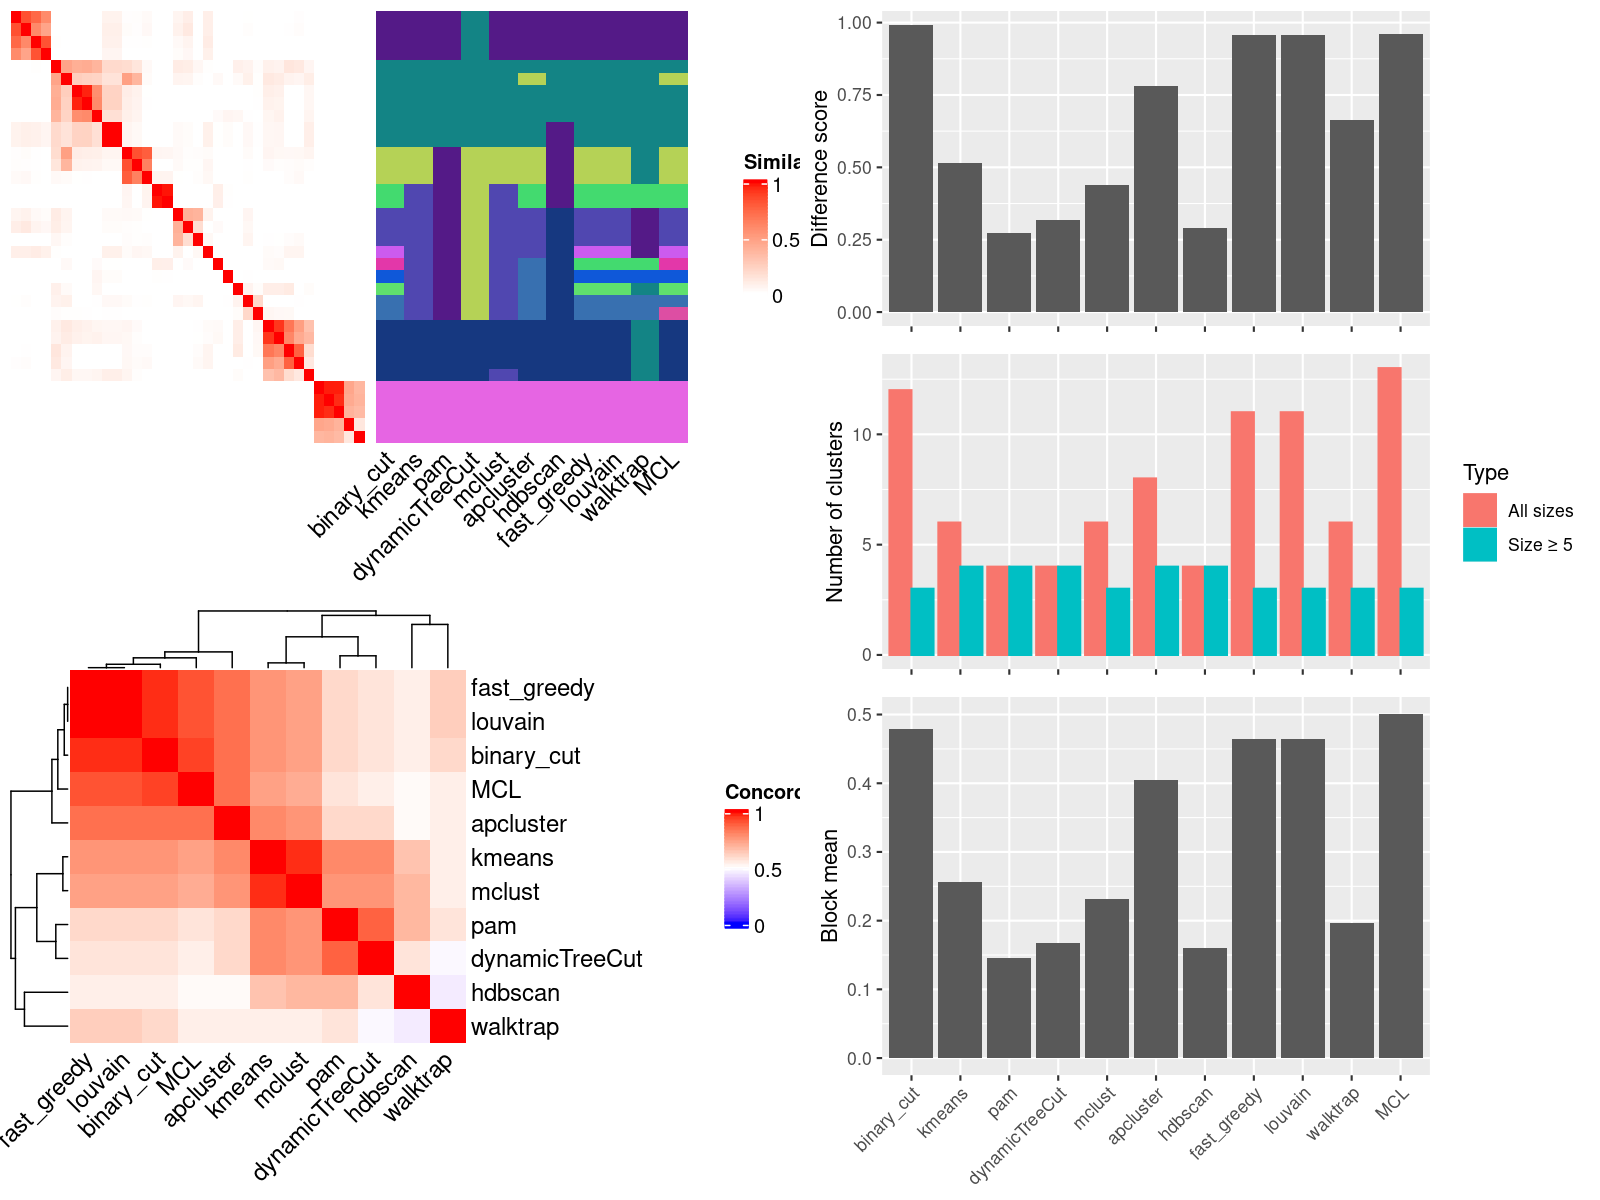 Simila
1
0.5
0
binary_cut
kmeans
pam
dynamicTreeCut
mclust
apcluster
hdbscan
fast_greedy
louvain
walktrap
MCL
fast_greedy
louvain
binary_cut
MCL
apcluster
kmeans
mclust
pam
dynamicTreeCut
hdbscan
walktrap
Concord
1
0.5
0
fast_greedy
louvain
binary_cut
MCL
apcluster
kmeans
mclust
pam
dynamicTreeCut
hdbscan
walktrap
Difference score
1.00
0.75
0.50
0.25
0.00
Number of clusters
10
5
0
Type
All sizes
Size ≥ 5
Block mean
0.5
0.4
0.3
0.2
0.1
0.0
binary_cut
kmeans
pam
dynamicTreeCut
mclust
apcluster
hdbscan
fast_greedy
louvain
walktrap
MCL